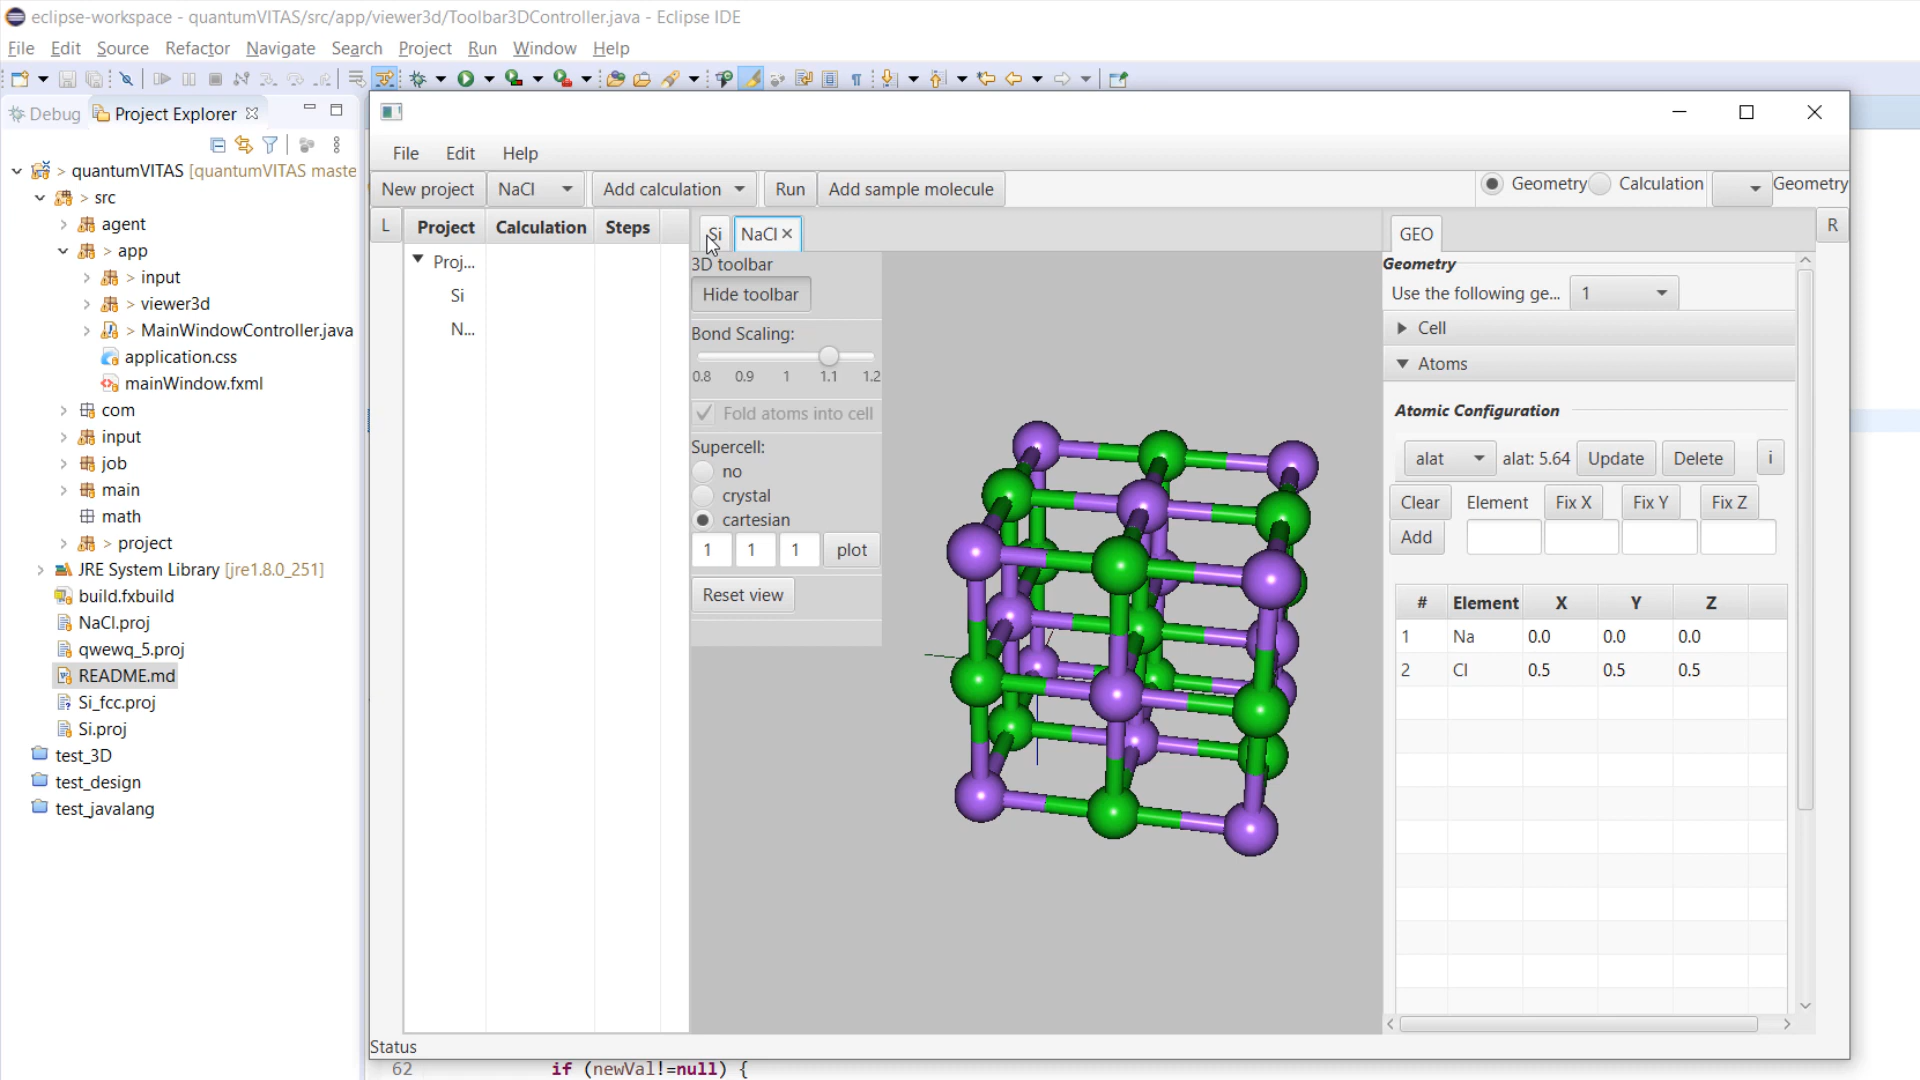 eclipse-workspace - quantumVITAS/src/app/viewer3d/Toolbar3DController.java - Eclipse IDE
File Edit Source Refactor Navigate Search Project Run Window Help
Debug Project Explorer
> quantumVITAS [quantumVITAS maste
> src
agent
> app
> input
> viewer3d
> MainWindowController.java
application.css
mainWindow.fxml
com
input
job
main
math
> project
JRE System Library [jre1.8.0_251]
build.fxbuild
NaCl.proj
qwewq_5.proj
README.md
Si_fcc.proj
Si.proj
test_3D
test_design
test_javalang
File Edit Help
New project NaCl Add calculation Run Add sample molecule Geometry Calculation Geometry
L Project Calculation Steps
Proj...
Si
N...
Si NaCl
3D toolbar
Hide toolbar
Bond Scaling:
0.8 0.9 1 1.1 1.2
Fold atoms into cell
Supercell:
no
crystal
cartesian
1 1 1 plot
Reset view
GEO R
Geometry
Use the following ge... 1
Cell
Atoms
Atomic Configuration
alat alat: 5.64 Update Delete i
Clear Element Fix X Fix Y Fix Z
Add
# Element X Y Z
1 Na 0.0 0.0 0.0
2 Cl 0.5 0.5 0.5
Status
62 if (newVal!=null) {